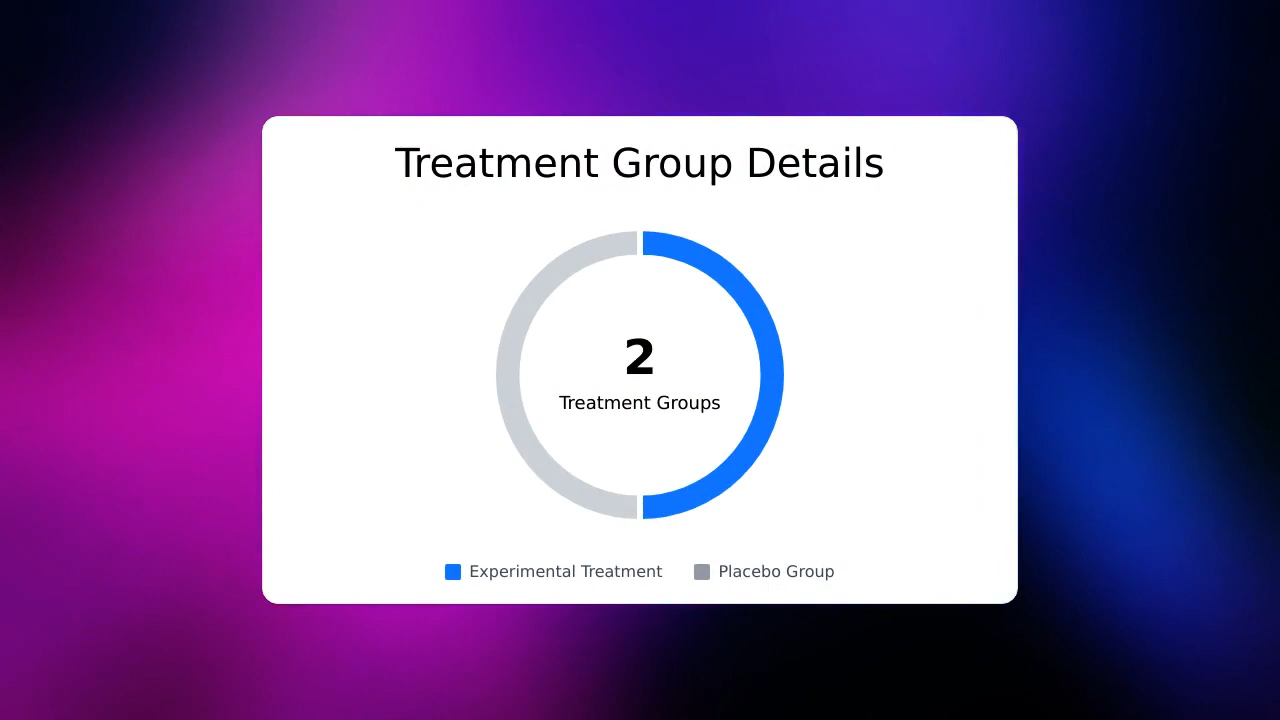 Treatment Group Details
2
Treatment Groups
Experimental Treatment
Placebo Group